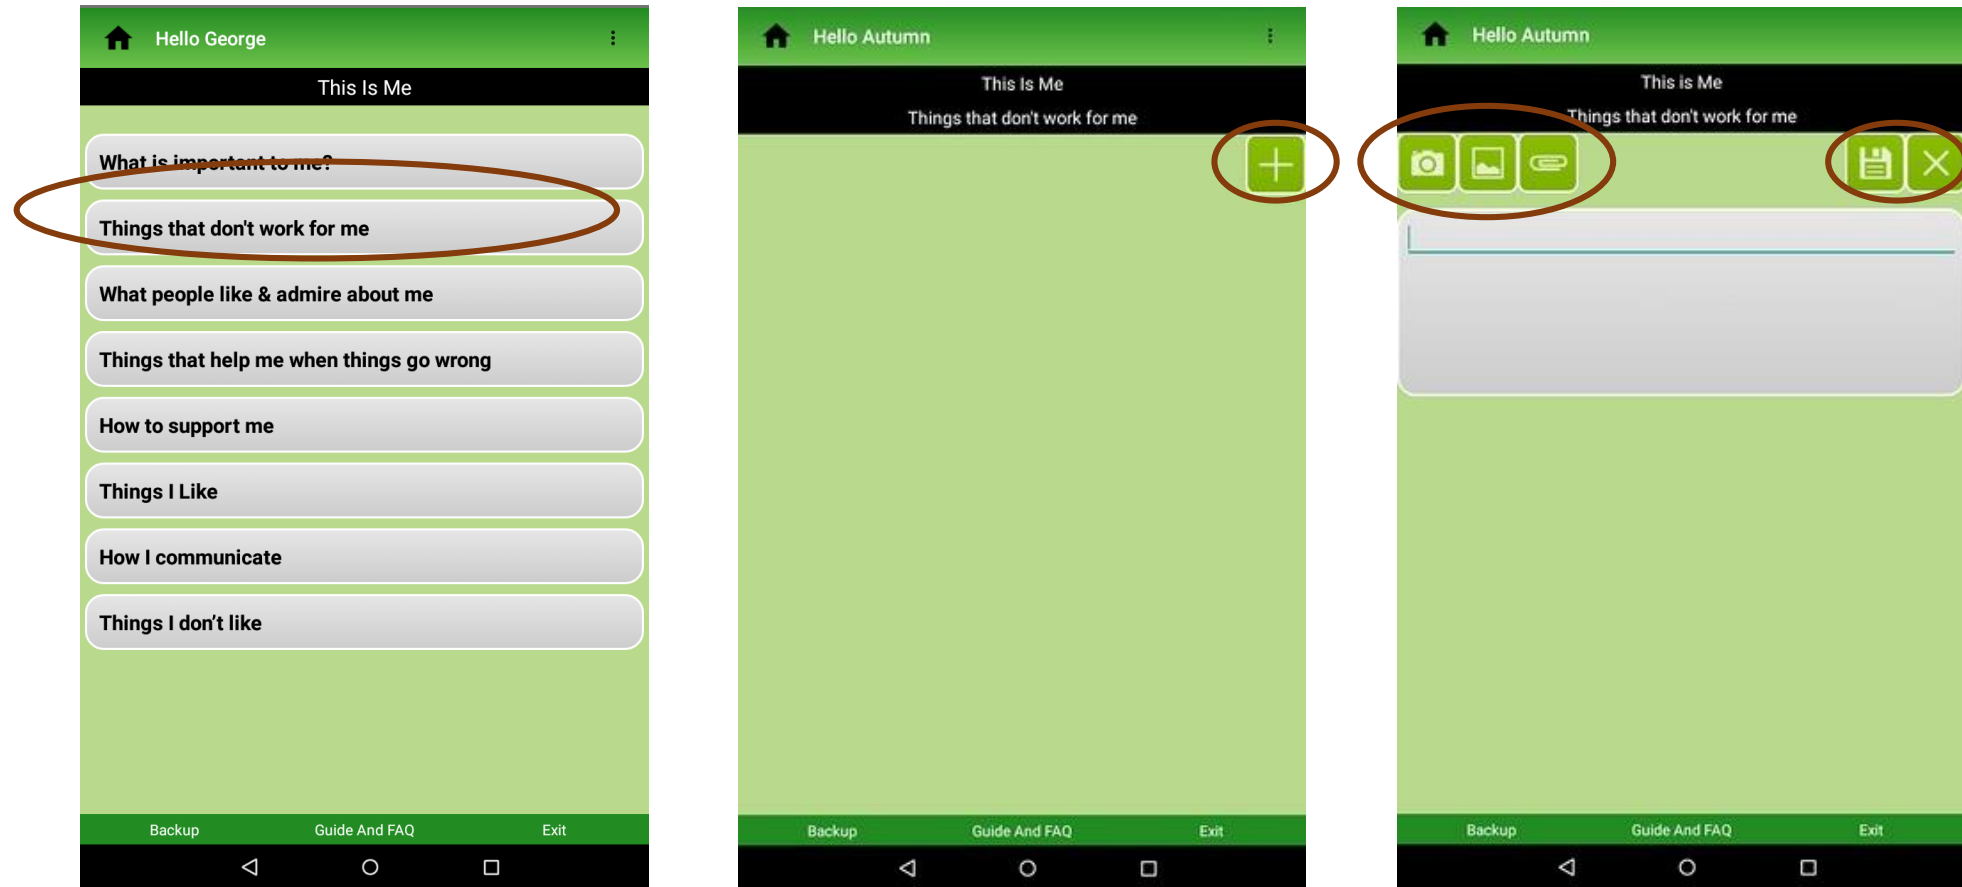 Hello George
This Is Me
What is important to me?
Things that don't work for me
What people like & admire about me
Things that help me when things go wrong
How to support me
Things I Like
How I communicate
Things I don’t like
Backup Guide And FAQ Exit
Hello Autumn
This Is Me
Things that don't work for me
Backup Guide And FAQ Exit
Hello Autumn
This is Me
Things that don't work for me
Backup Guide And FAQ Exit